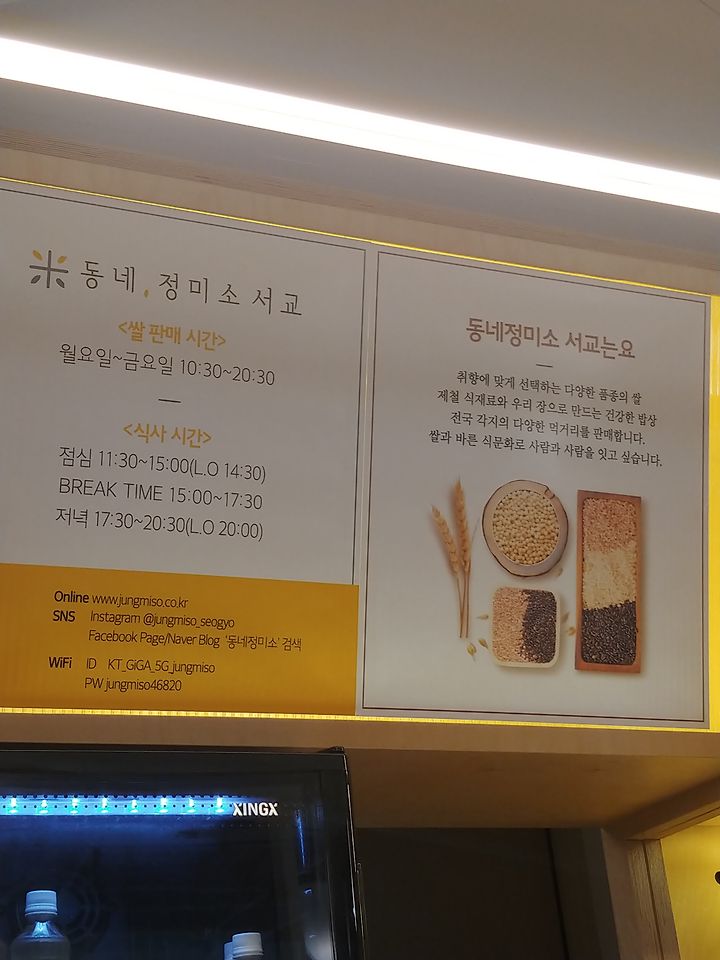 동네, 정미소 서교
<쌀 판매 시간>
월요일~금요일 10:30~20:30
<식사 시간>
점심 11:30~15:00(L.O 14:30)
BREAK TIME 15:00~17:30
저녁 17:30~20:30(L.O 20:00)
Online www.jungmiso.co.kr
SNS Instagram @jungmiso_seogyo
Facebook Page/Naver Blog '동네정미소' 검색
WiFi ID KT_GiGA_5G_jungmiso
PW jungmiso46820
동네정미소 서교는요
취향에 맞게 선택하는 다양한 품종의 쌀
제철 식재료와 우리 장으로 만드는 건강한 밥상
전국 각지의 다양한 먹거리를 판매합니다.
쌀과 바른 식문화로 사람과 사람을 잇고 싶습니다.
XINGX